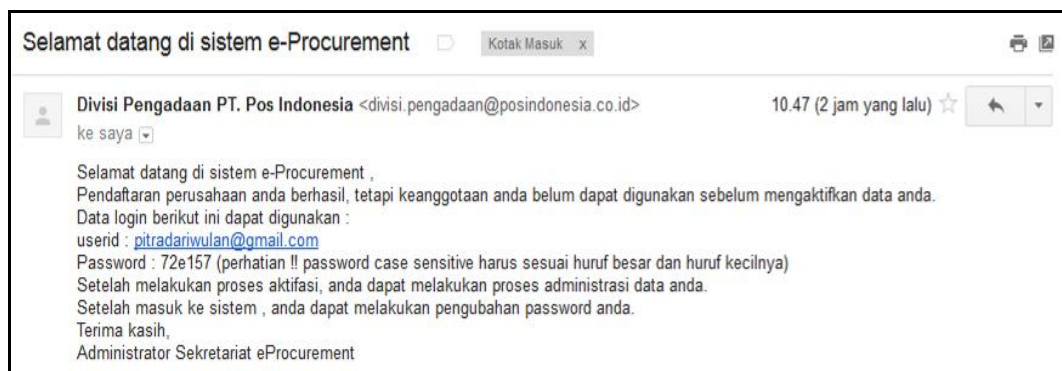 Selamat datang di sistem e-Procurement Kotak Masuk x
Divisi Pengadaan PT. Pos Indonesia <divisi.pengadaan@posindonesia.co.id> 10.47 (2 jam yang lalu)
ke saya
Selamat datang di sistem e-Procurement ,
Pendaftaran perusahaan anda berhasil, tetapi keanggotaan anda belum dapat digunakan sebelum mengaktifkan data anda.
Data login berikut ini dapat digunakan :
userid : pitradariwulan@gmail.com
Password : 72e157 (perhatian !! password case sensitive harus sesuai huruf besar dan huruf kecilnya)
Setelah melakukan proses aktifasi, anda dapat melakukan proses administrasi data anda.
Setelah masuk ke sistem , anda dapat melakukan pengubahan password anda.
Terima kasih,
Administrator Sekretariat eProcurement